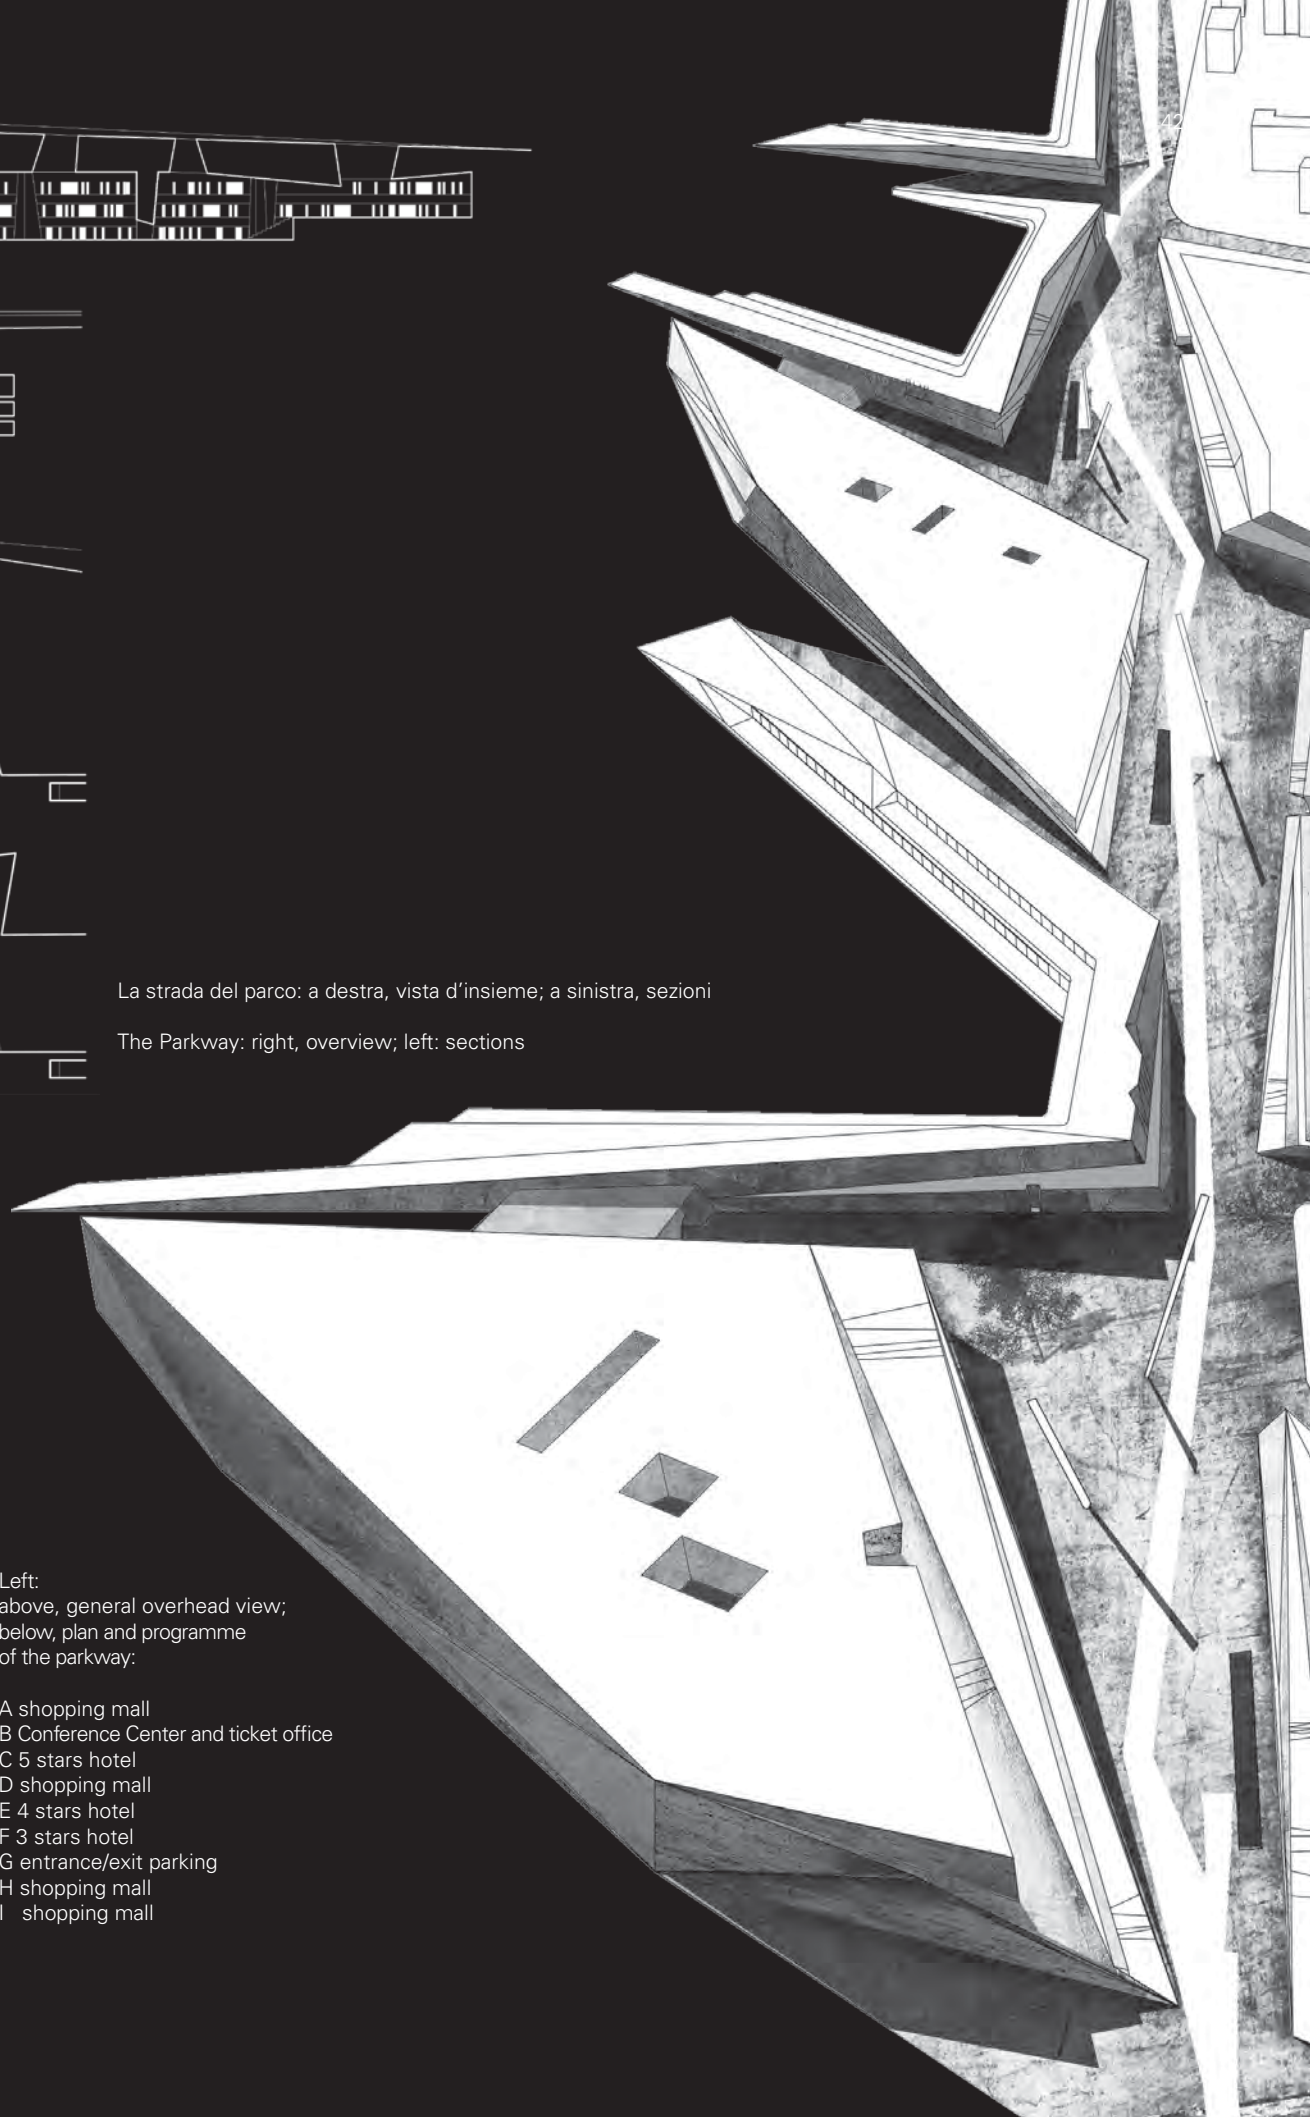 42
La strada del parco: a destra, vista d’insieme; a sinistra, sezioni
The Parkway: right, overview; left: sections
Left:
above, general overhead view;
below, plan and programme
of the parkway:
A shopping mall
B Conference Center and ticket office
C 5 stars hotel
D shopping mall
E 4 stars hotel
F 3 stars hotel
G entrance/exit parking
H shopping mall
I shopping mall